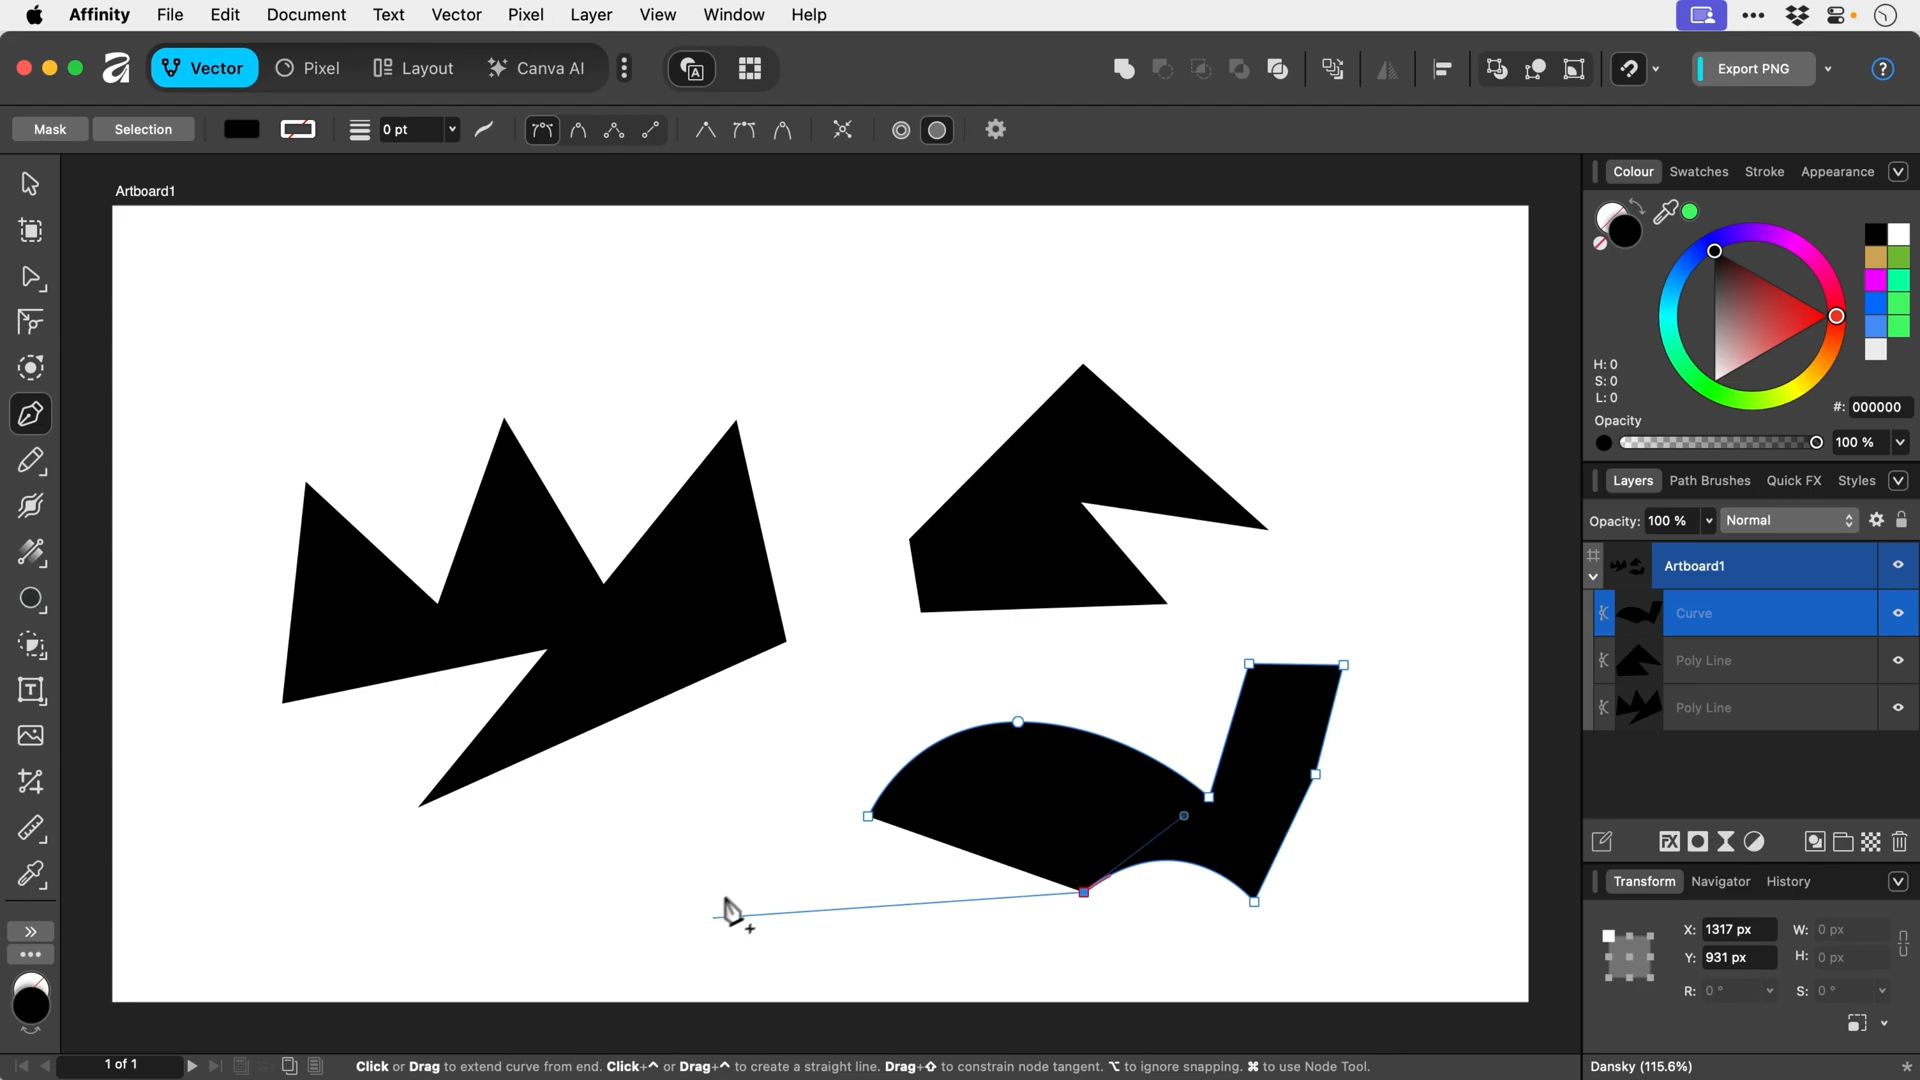 Affinity File Edit Document Text Vector Pixel Layer View Window Help
Vector Pixel Layout Canva AI Export PNG
Mask Selection 0 pt
Artboard1
Colour Swatches Stroke Appearance
H: 0
S: 0
L: 0
#: 000000
Opacity
100 %
Layers Path Brushes Quick FX Styles
Opacity: 100 % Normal
Artboard1
Curve
Poly Line
Poly Line
FX
Transform Navigator History
X: 1317 px W: 0 px
Y: 931 px H: 0 px
R: 0 ° S: 0 °
1 of 1 Click or Drag to extend curve from end. Click+^ or Drag+^ to create a straight line. Drag+⇧ to constrain node tangent. ⌥ to ignore snapping. ⌘ to use Node Tool. Dansky (115.6%)